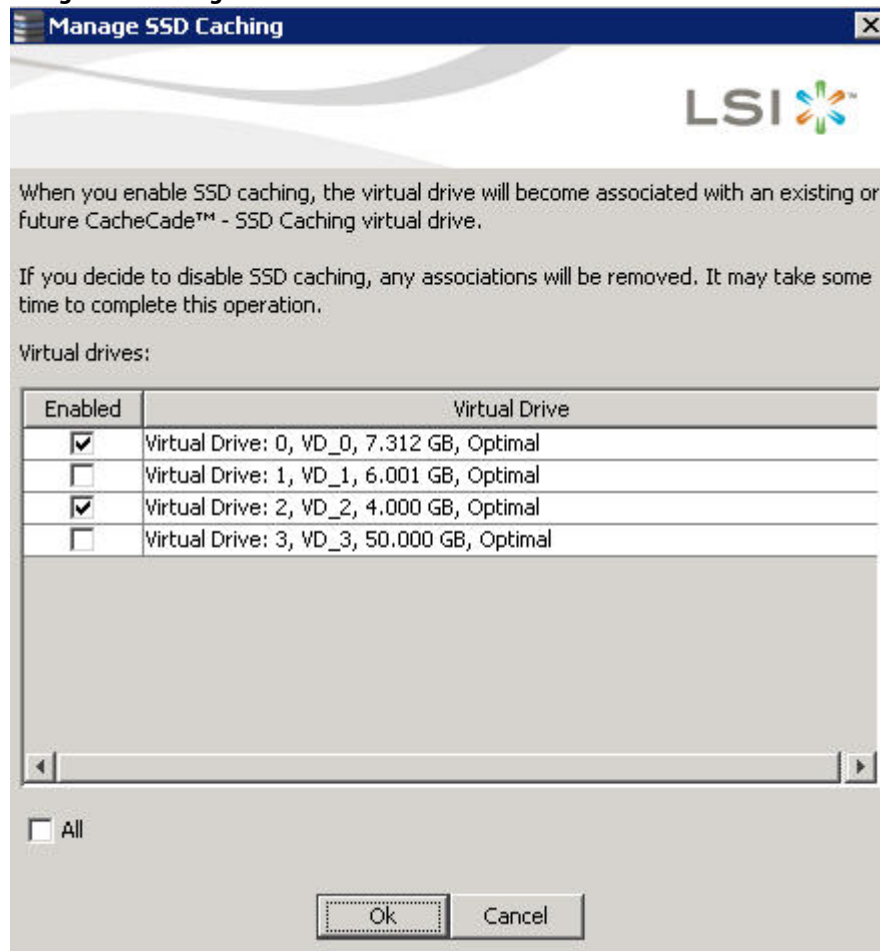 Manage SSD Caching
LSI
When you enable SSD caching, the virtual drive will become associated with an existing or
future CacheCade™ - SSD Caching virtual drive.
If you decide to disable SSD caching, any associations will be removed. It may take some
time to complete this operation.
Virtual drives:
Enabled Virtual Drive
Virtual Drive: 0, VD_0, 7.312 GB, Optimal
Virtual Drive: 1, VD_1, 6.001 GB, Optimal
Virtual Drive: 2, VD_2, 4.000 GB, Optimal
Virtual Drive: 3, VD_3, 50.000 GB, Optimal
All
Ok Cancel